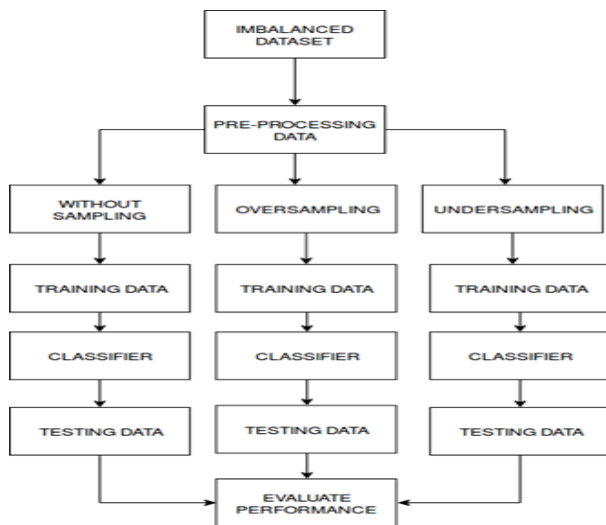 IMBALANCED
DATASET
PRE-PROCESSING
DATA
WITHOUT
SAMPLING
OVERSAMPLING
UNDERSAMPLING
TRAINING DATA
TRAINING DATA
TRAINING DATA
CLASSIFIER
CLASSIFIER
CLASSIFIER
TESTING DATA
TESTING DATA
TESTING DATA
EVALUATE
PERFORMANCE